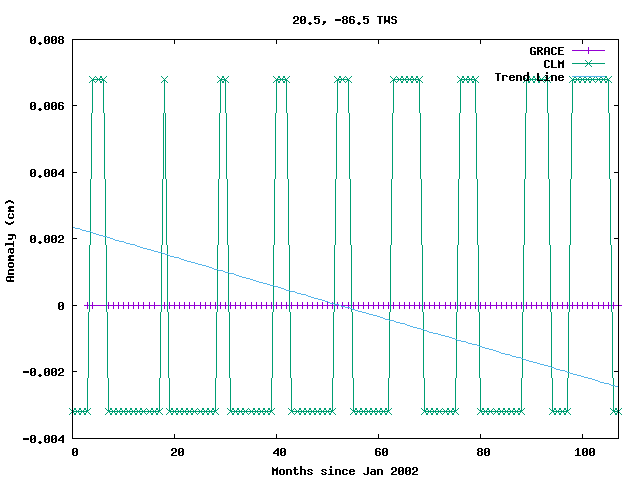 20.5, -86.5 TWS
GRACE
CLM
Trend Line
0.008
0.006
0.004
0.002
0
-0.002
-0.004
Anomaly (cm)
0 20 40 60 80 100
Months since Jan 2002